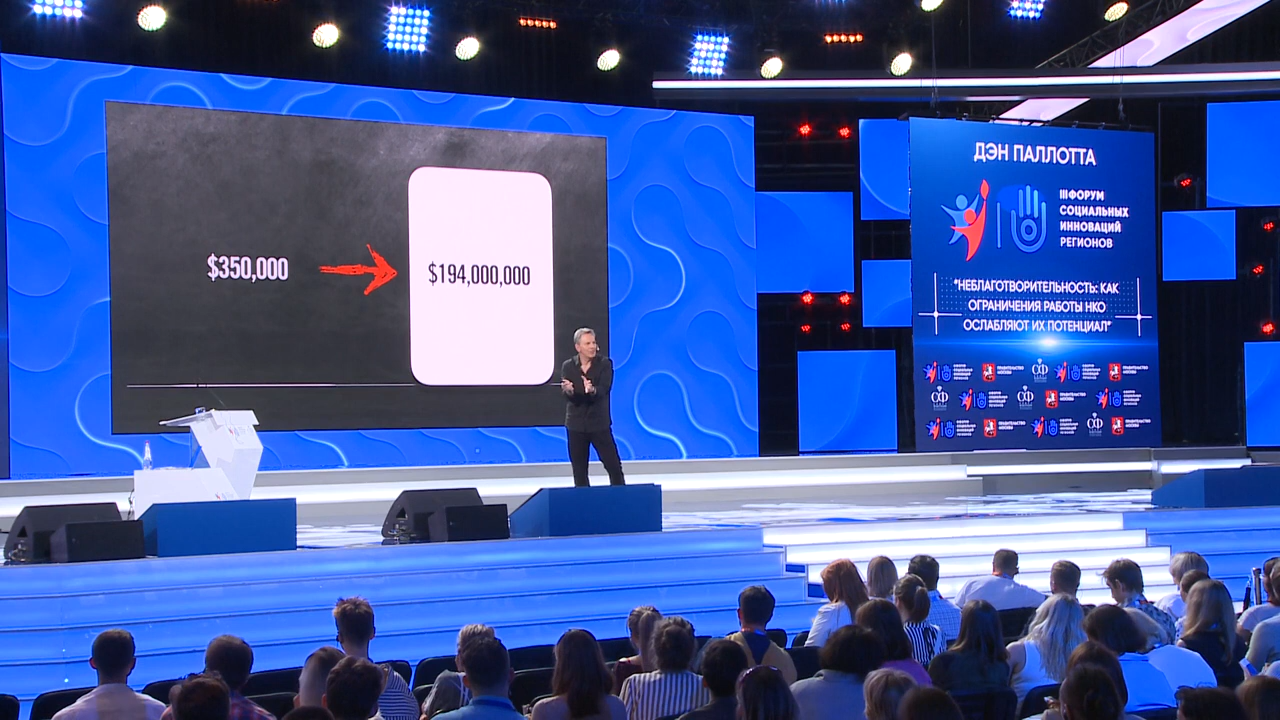 $350,000
$194,000,000
ДЭН ПАЛЛОТТА
III ФОРУМ
СОЦИАЛЬНЫХ
ИННОВАЦИЙ
РЕГИОНОВ
"НЕБЛАГОТВОРИТЕЛЬНОСТЬ: КАК
ОГРАНИЧЕНИЯ РАБОТЫ НКО
ОСЛАБЛЯЮТ ИХ ПОТЕНЦИАЛ"